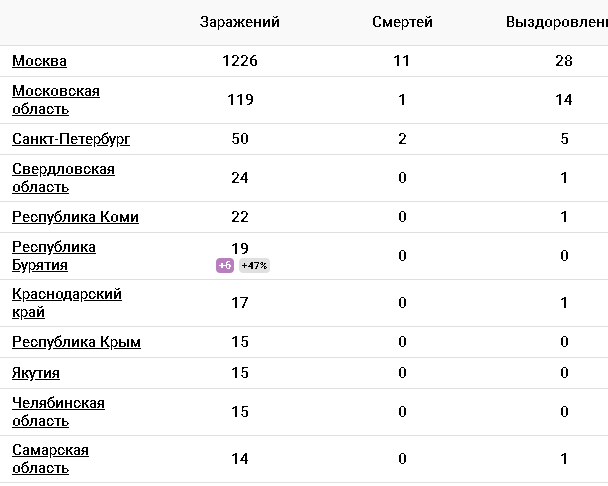 Заражений Смертей Выздоровлен
Москва 1226 11 28
Московская
область 119 1 14
Санкт-Петербург 50 2 5
Свердловская
область 24 0 1
Республика Коми 22 0 1
Республика 19 0 0
Бурятия +6 +47%
Краснодарский
край 17 0 1
Республика Крым 15 0 0
Якутия 15 0 0
Челябинская
область 15 0 0
Самарская
область 14 0 1